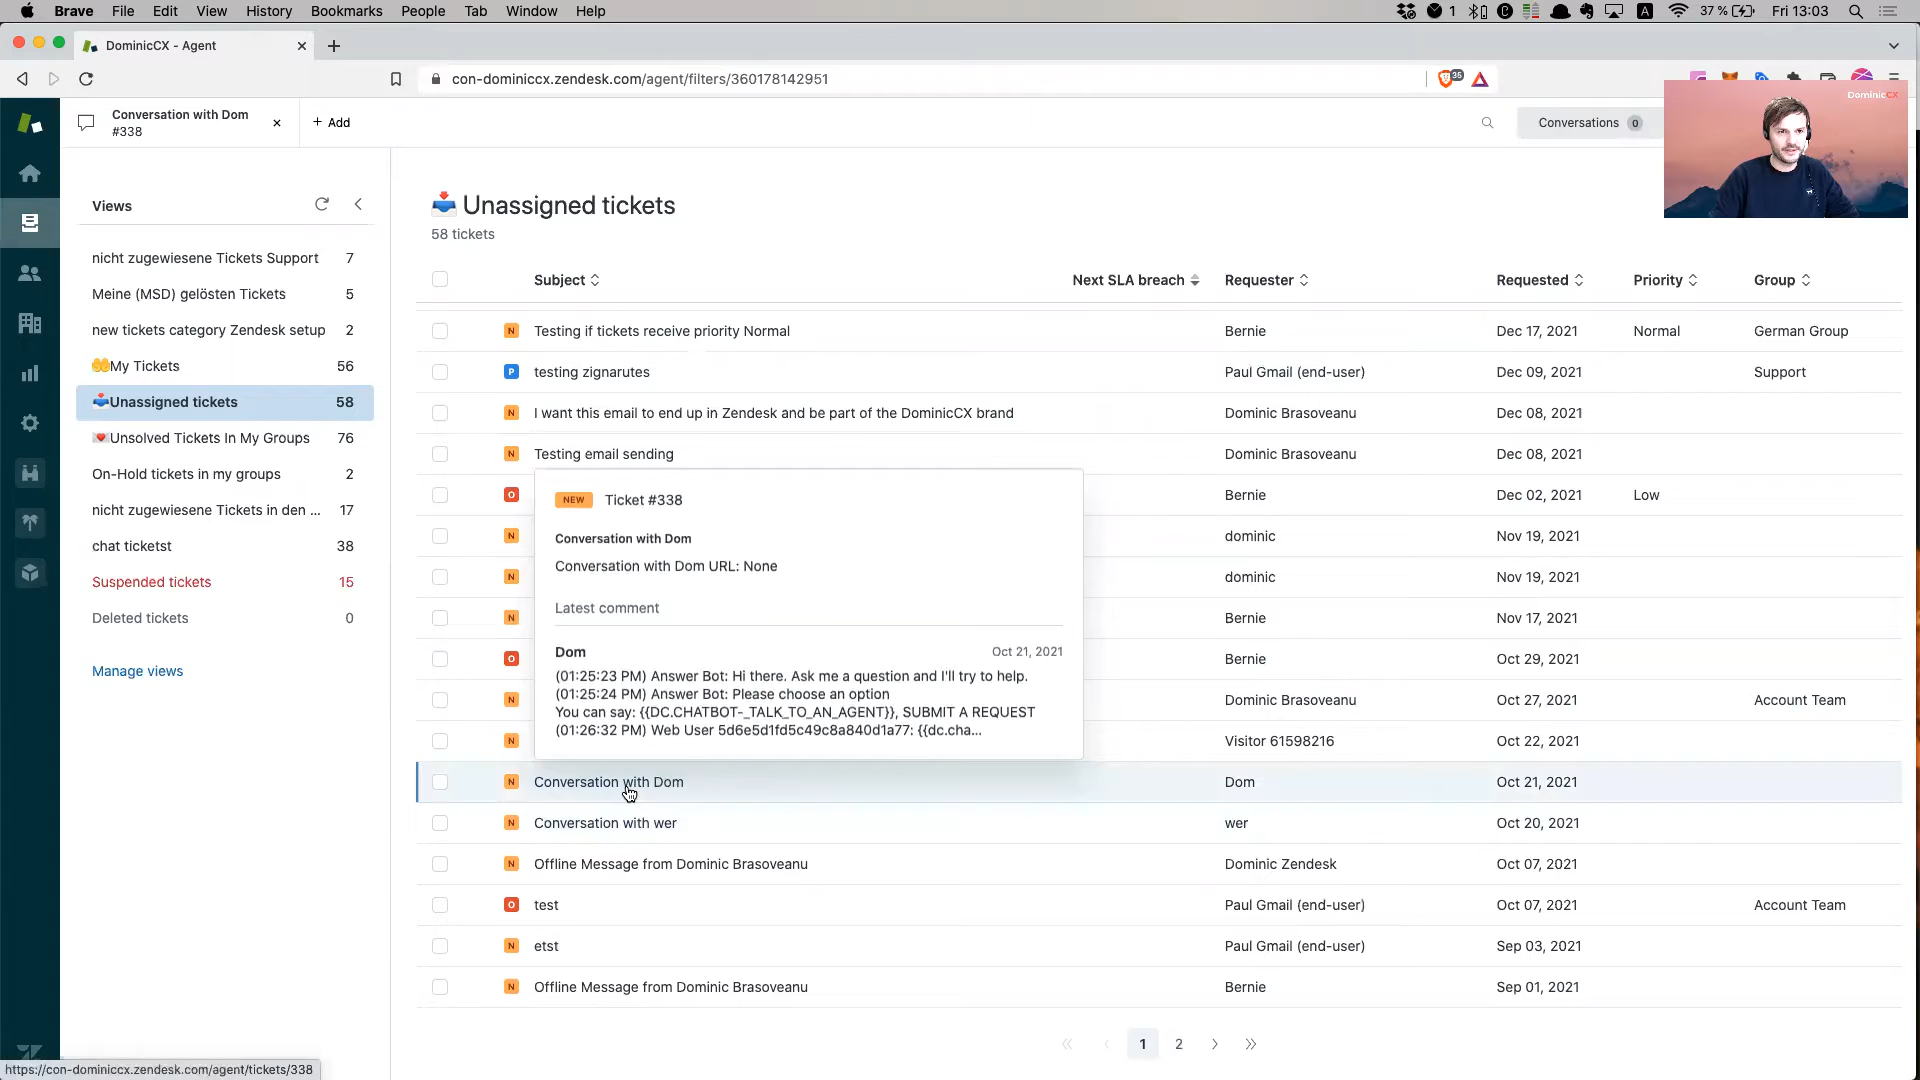 Brave File Edit View History Bookmarks People Tab Window Help
1
A
37 %
Fri 13:03
DominicCX - Agent
con-dominiccx.zendesk.com/agent/filters/360178142951
35
Conversation with Dom
#338
+ Add
Conversations 0
DominicCX
Views
nicht zugewiesene Tickets Support 7
Meine (MSD) gelösten Tickets 5
new tickets category Zendesk setup 2
My Tickets 56
Unassigned tickets 58
Unsolved Tickets In My Groups 76
On-Hold tickets in my groups 2
nicht zugewiesene Tickets in den ... 17
chat ticketst 38
Suspended tickets 15
Deleted tickets 0
Manage views
Unassigned tickets
58 tickets
Subject Next SLA breach Requester Requested Priority Group
N Testing if tickets receive priority Normal Bernie Dec 17, 2021 Normal German Group
P testing zignarutes Paul Gmail (end-user) Dec 09, 2021 Support
N I want this email to end up in Zendesk and be part of the DominicCX brand Dominic Brasoveanu Dec 08, 2021
N Testing email sending Dominic Brasoveanu Dec 08, 2021
O Bernie Dec 02, 2021 Low
N dominic Nov 19, 2021
N dominic Nov 19, 2021
N Bernie Nov 17, 2021
O Bernie Oct 29, 2021
N Dominic Brasoveanu Oct 27, 2021 Account Team
N Visitor 61598216 Oct 22, 2021
NEW Ticket #338
Conversation with Dom
Conversation with Dom URL: None
Latest comment
Dom Oct 21, 2021
(01:25:23 PM) Answer Bot: Hi there. Ask me a question and I'll try to help.
(01:25:24 PM) Answer Bot: Please choose an option
You can say: {{DC.CHATBOT-_TALK_TO_AN_AGENT}}, SUBMIT A REQUEST
(01:26:32 PM) Web User 5d6e5d1fd5c49c8a840d1a77: {{dc.cha...
N Conversation with Dom Dom Oct 21, 2021
N Conversation with wer wer Oct 20, 2021
N Offline Message from Dominic Brasoveanu Dominic Zendesk Oct 07, 2021
O test Paul Gmail (end-user) Oct 07, 2021 Account Team
N etst Paul Gmail (end-user) Sep 03, 2021
N Offline Message from Dominic Brasoveanu Bernie Sep 01, 2021
« ‹ 1 2 › »
https://con-dominiccx.zendesk.com/agent/tickets/338